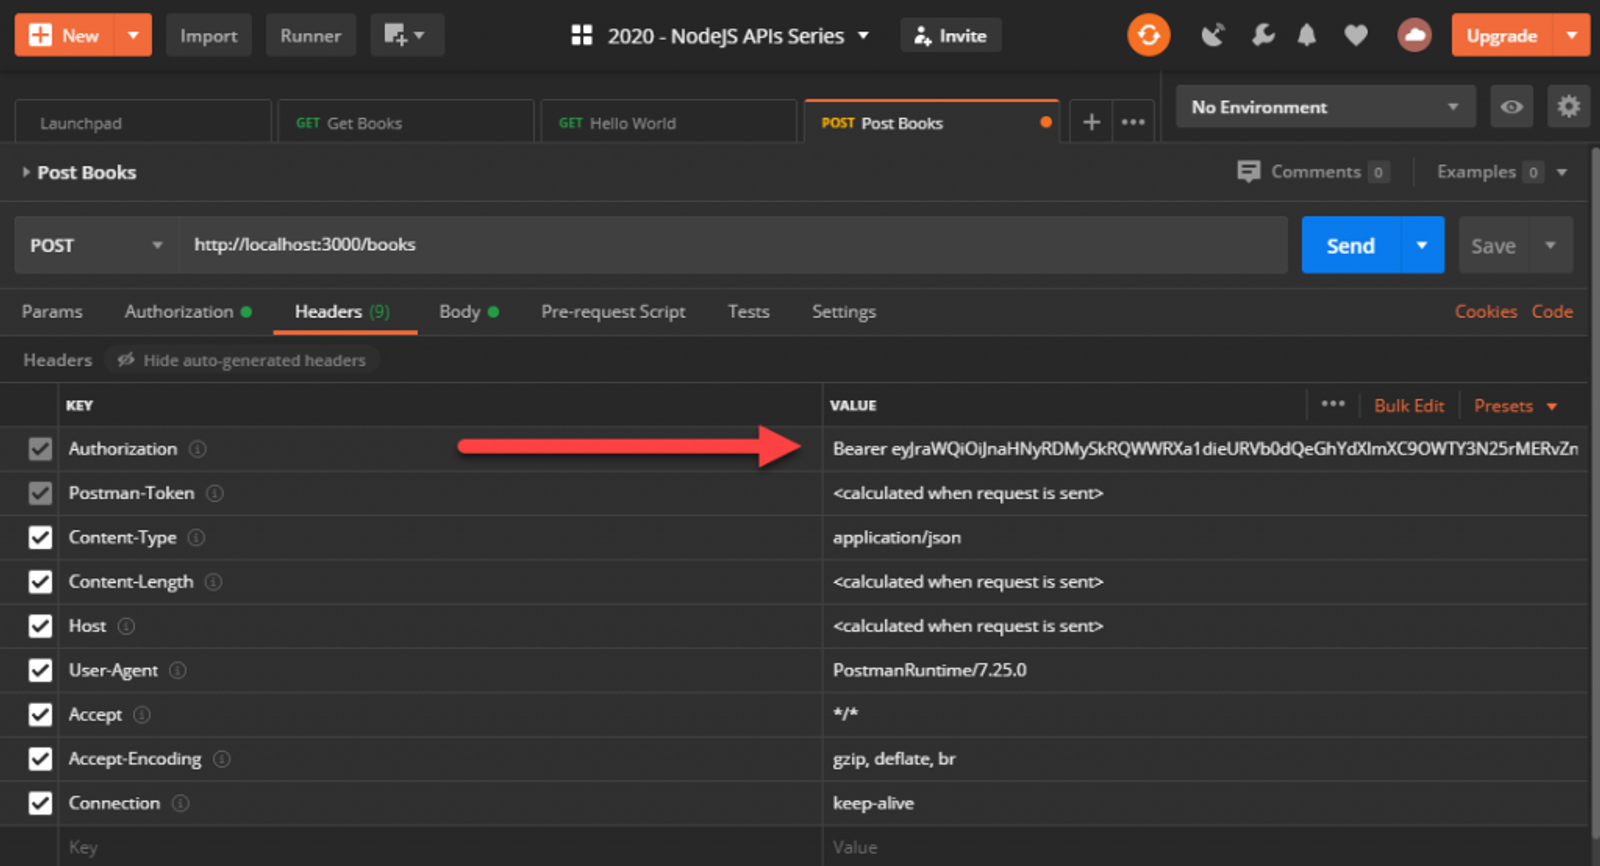 New Import Runner 2020 - NodeJS APIs Series Invite Upgrade
Launchpad GET Get Books GET Hello World POST Post Books No Environment
Post Books Comments 0 Examples 0
POST http://localhost:3000/books Send Save
Params Authorization Headers (9) Body Pre-request Script Tests Settings Cookies Code
Headers Hide auto-generated headers
KEY VALUE Bulk Edit Presets
Authorization Bearer
Postman-Token <calculated when request is sent>
Content-Type application/json
Content-Length <calculated when request is sent>
Host <calculated when request is sent>
User-Agent PostmanRuntime/7.25.0
Accept */*
Accept-Encoding gzip, deflate, br
Connection keep-alive
Key Value